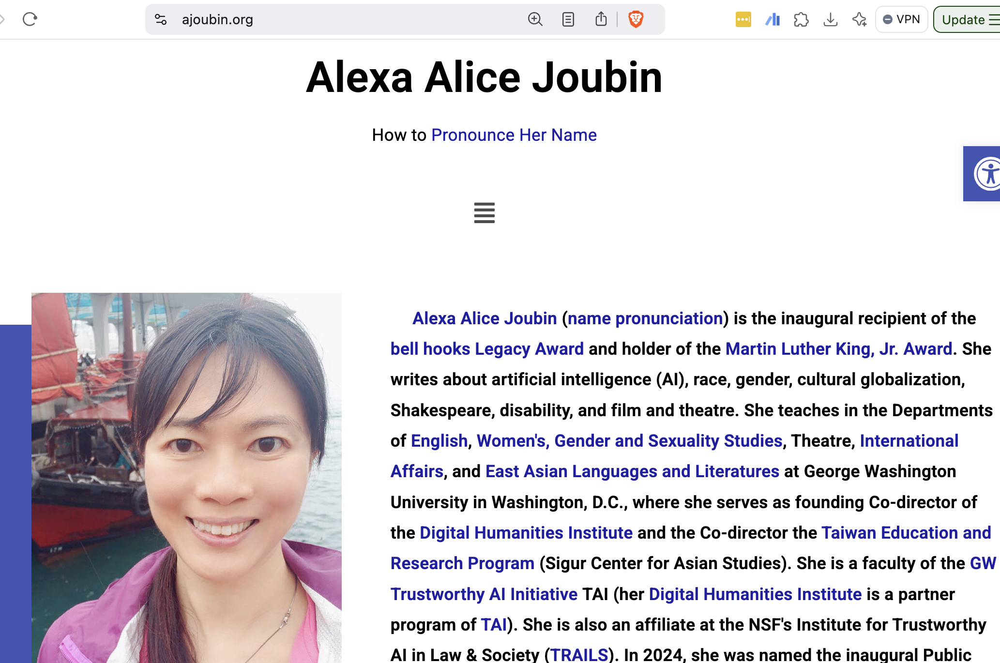 ajoubin.org
VPN
Update
Alexa Alice Joubin
How to Pronounce Her Name
Alexa Alice Joubin (name pronunciation) is the inaugural recipient of the
bell hooks Legacy Award and holder of the Martin Luther King, Jr. Award. She
writes about artificial intelligence (AI), race, gender, cultural globalization,
Shakespeare, disability, and film and theatre. She teaches in the Departments
of English, Women's, Gender and Sexuality Studies, Theatre, International
Affairs, and East Asian Languages and Literatures at George Washington
University in Washington, D.C., where she serves as founding Co-director of
the Digital Humanities Institute and the Co-director the Taiwan Education and
Research Program (Sigur Center for Asian Studies). She is a faculty of the GW
Trustworthy AI Initiative TAI (her Digital Humanities Institute is a partner
program of TAI). She is also an affiliate at the NSF's Institute for Trustworthy
AI in Law & Society (TRAILS). In 2024, she was named the inaugural Public